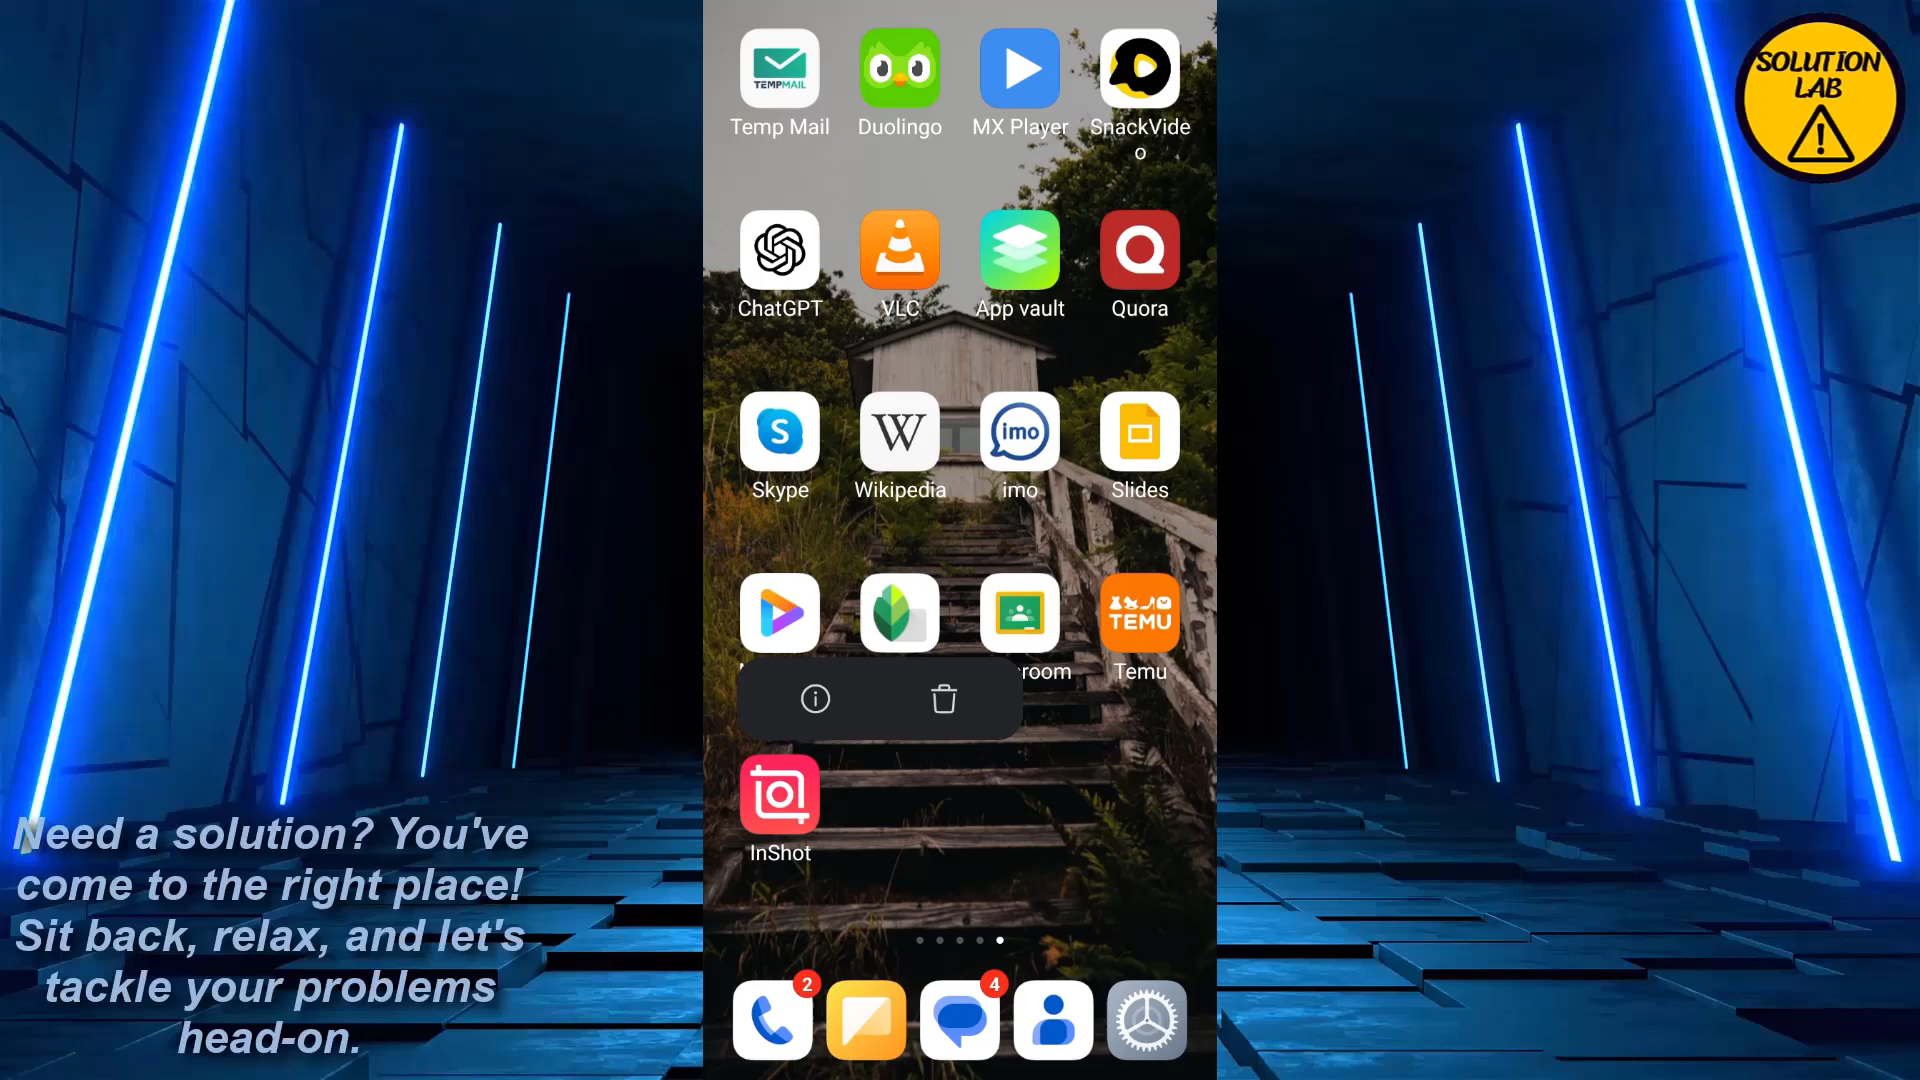 SOLUTION
LAB
!
TEMPMAIL
Temp Mail
Duolingo
MX Player
SnackVide
o
ChatGPT
VLC
App vault
Quora
S
W
imo
Skype
Wikipedia
imo
Slides
TEMU
room
Temu
InShot
2
4
Need a solution? You've
come to the right place!
Sit back, relax, and let's
tackle your problems
head-on.